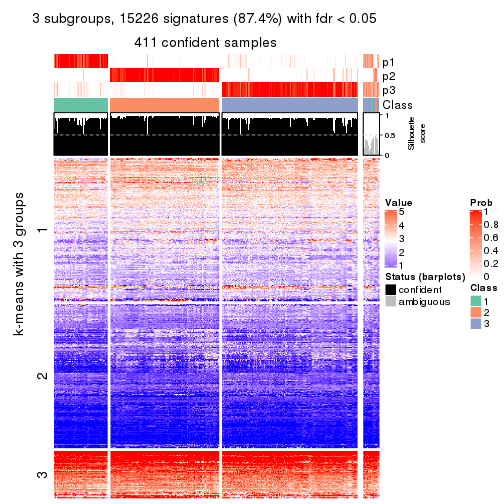 3 subgroups, 15226 signatures (87.4%) with fdr < 0.05
411 confident samples
p1
p2
p3
Class
1
0.5
0
Silhouette
score
k-means with 3 groups
1
2
3
Value
5
4
3
2
1
Status (barplots)
confident
ambiguous
Prob
1
0.8
0.6
0.4
0.2
0
Class
1
2
3